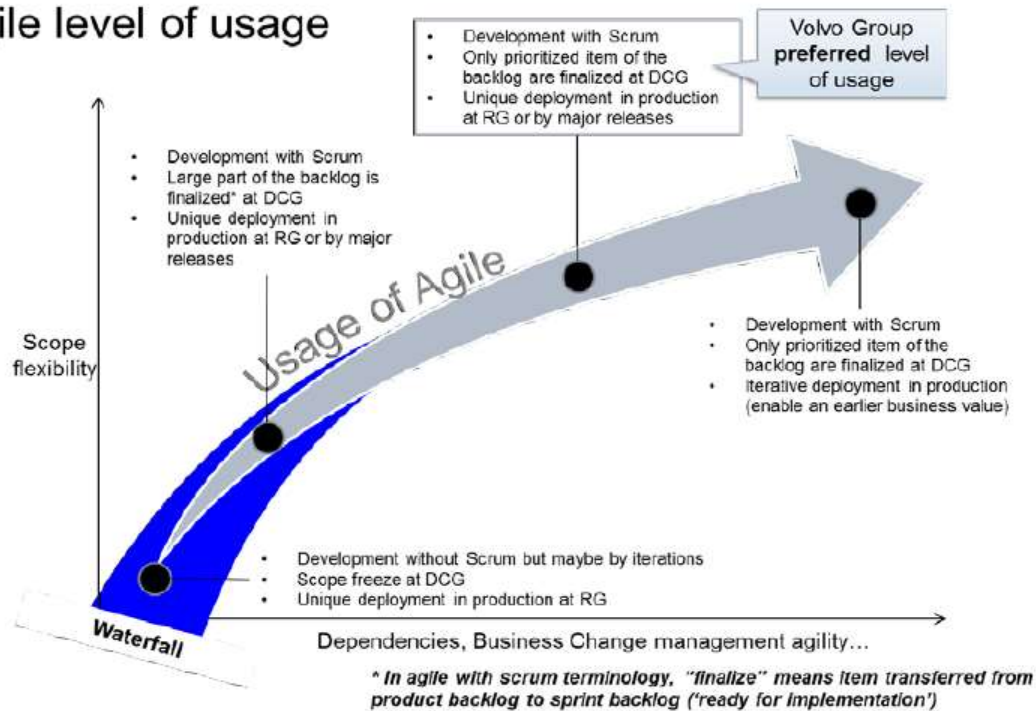 ile level of usage
• Development with Scrum
• Only prioritized item of the
backlog are finalized at DCG
• Unique deployment in production
at RG or by major releases
Volvo Group
preferred level
of usage
• Development with Scrum
• Large part of the backlog is
finalized* at DCG
• Unique deployment in
production at RG or by major
releases
Usage of Agile
Scope
flexibility
• Development with Scrum
• Only prioritized item of the
backlog are finalized at DCG
• Iterative deployment in production
(enable an earlier business value)
• Development without Scrum but maybe by iterations
• Scope freeze at DCG
• Unique deployment in production at RG
Waterfall
Dependencies, Business Change management agility…
* In agile with scrum terminology, "finalize" means item transferred from
product backlog to sprint backlog ('ready for implementation')